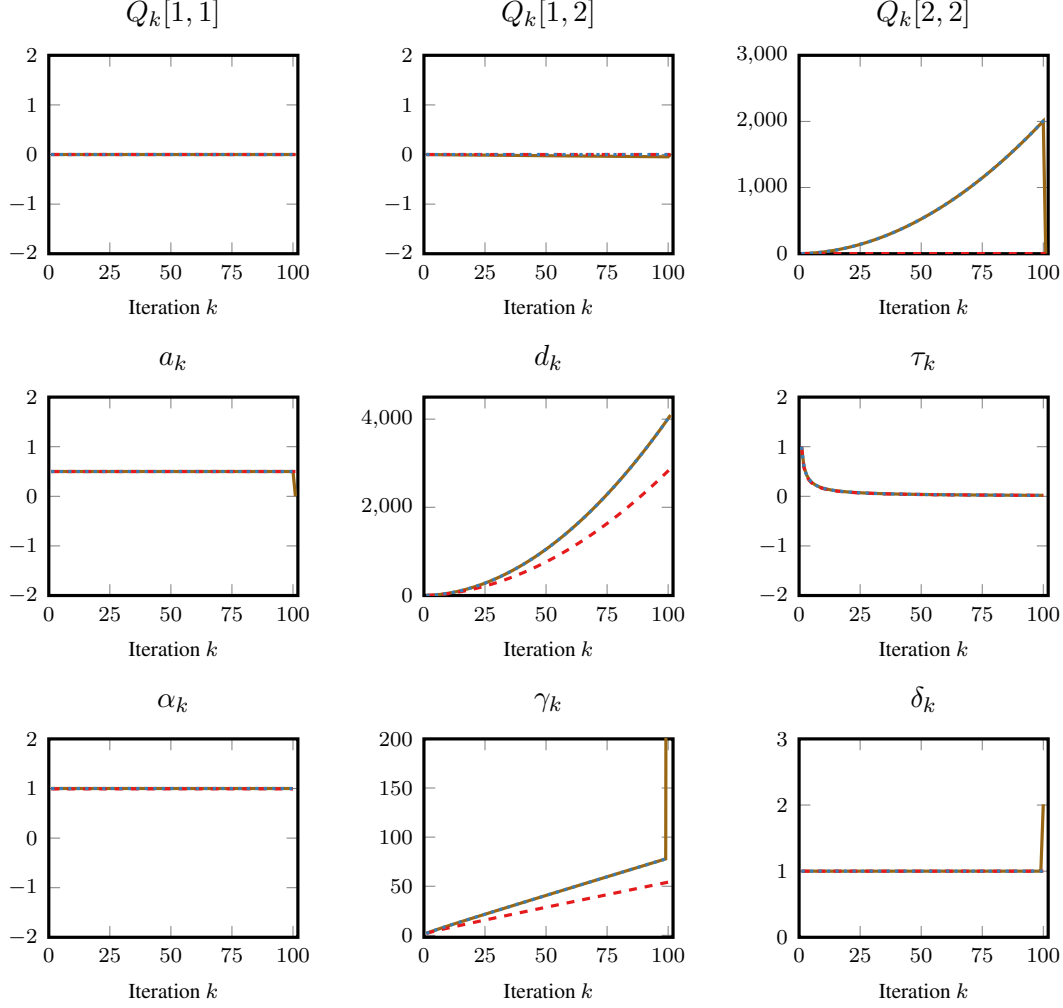 Q_k[1, 1] Q_k[1, 2] Q_k[2, 2]
2 2 3,000
1 1 2,000
0 0
−1 −1 1,000
−2 −2 0
0 25 50 75 100 0 25 50 75 100 0 25 50 75 100
Iteration k Iteration k Iteration k
a_k d_k τ_k
2 4,000 2
1 1
0 2,000 0
−1 −1
−2 0 −2
0 25 50 75 100 0 25 50 75 100 0 25 50 75 100
Iteration k Iteration k Iteration k
α_k γ_k δ_k
2 200 3
1 150 2
0 100
−1 50 1
−2 0 0
0 25 50 75 100 0 25 50 75 100 0 25 50 75 100
Iteration k Iteration k Iteration k